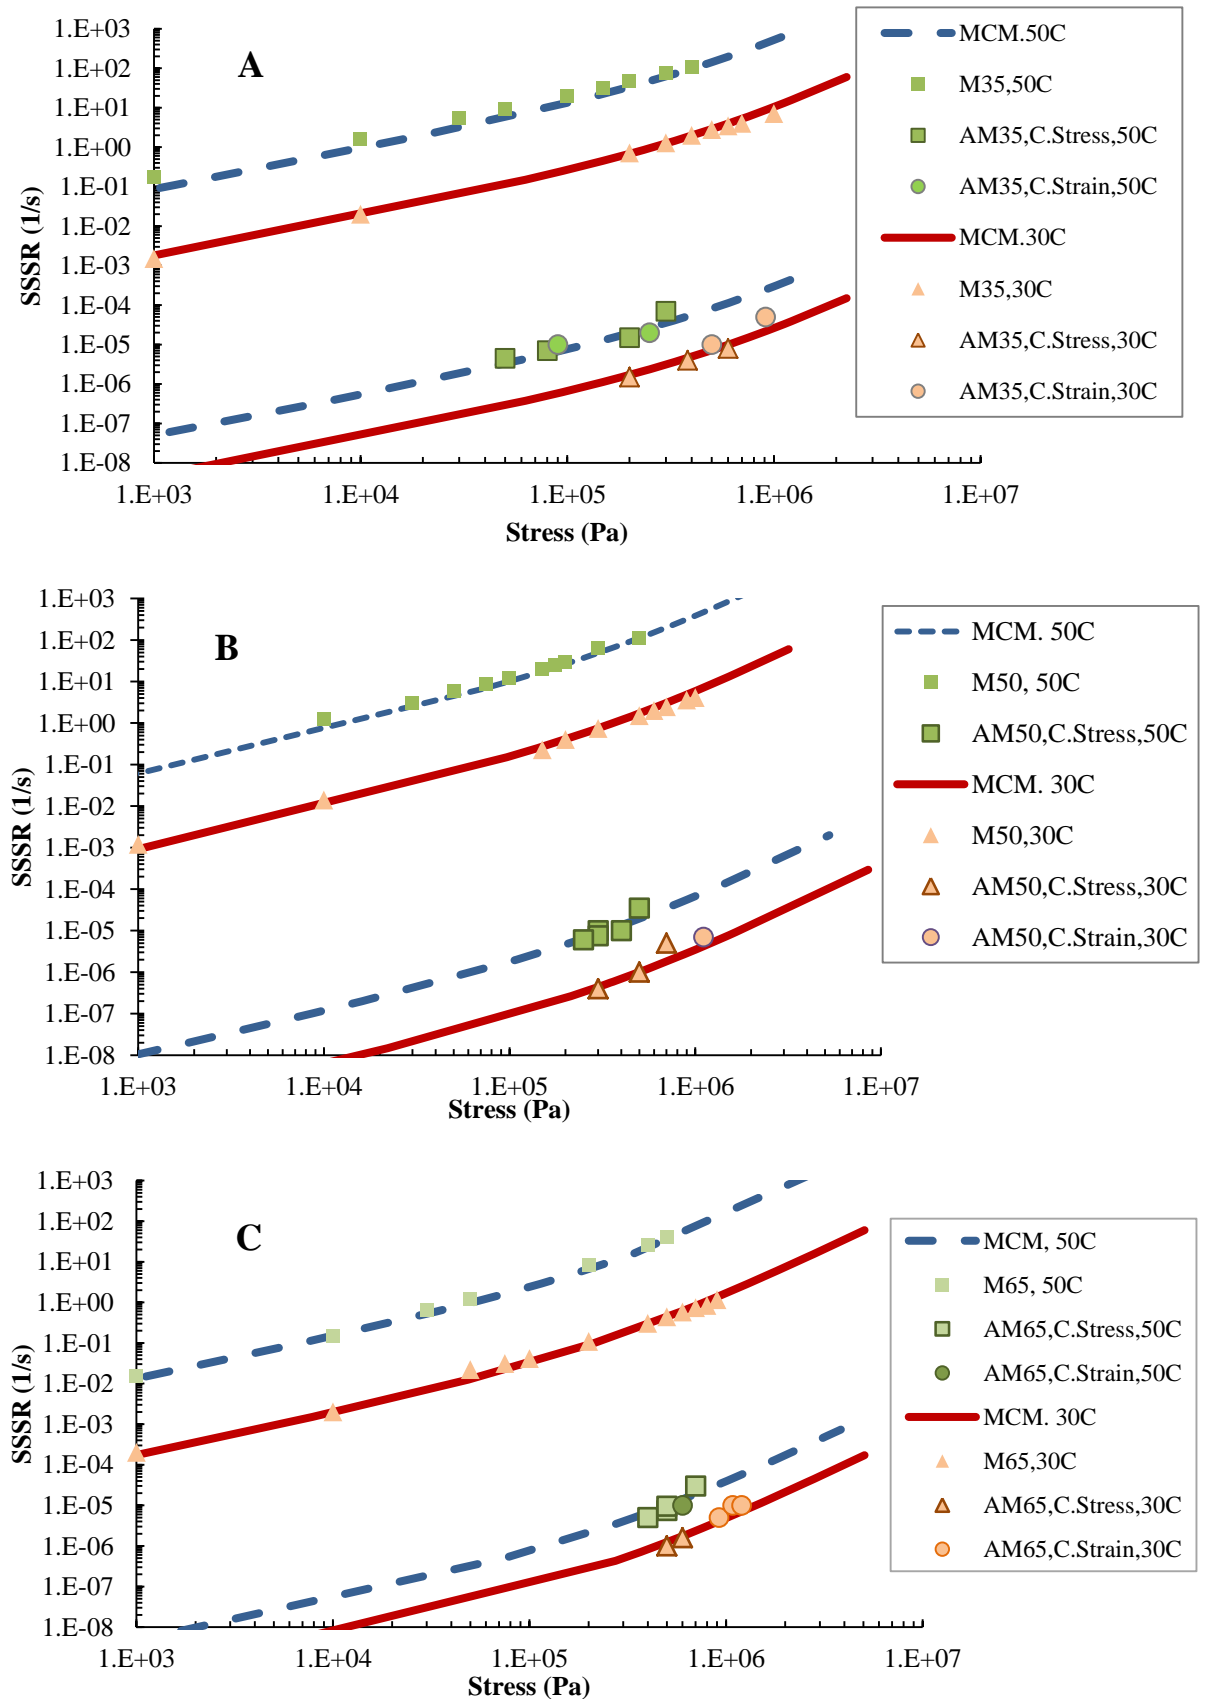 1.E+03
1.E+02
1.E+01
1.E+00
1.E-01
1.E-02
1.E-03
1.E-04
1.E-05
1.E-06
1.E-07
1.E-08
SSSR (1/s)
A
1.E+03 1.E+04 1.E+05 1.E+06 1.E+07
Stress (Pa)
MCM.50C
M35,50C
AM35,C.Stress,50C
AM35,C.Strain,50C
MCM.30C
M35,30C
AM35,C.Stress,30C
AM35,C.Strain,30C
1.E+03
1.E+02
1.E+01
1.E+00
1.E-01
1.E-02
1.E-03
1.E-04
1.E-05
1.E-06
1.E-07
1.E-08
SSSR (1/s)
B
1.E+03 1.E+04 1.E+05 1.E+06 1.E+07
Stress (Pa)
MCM. 50C
M50, 50C
AM50,C.Stress,50C
MCM. 30C
M50,30C
AM50,C.Stress,30C
AM50,C.Strain,30C
1.E+03
1.E+02
1.E+01
1.E+00
1.E-01
1.E-02
1.E-03
1.E-04
1.E-05
1.E-06
1.E-07
1.E-08
SSSR (1/s)
C
1.E+03 1.E+04 1.E+05 1.E+06 1.E+07
Stress (Pa)
MCM, 50C
M65, 50C
AM65,C.Stress,50C
AM65,C.Strain,50C
MCM. 30C
M65,30C
AM65,C.Stress,30C
AM65,C.Strain,30C